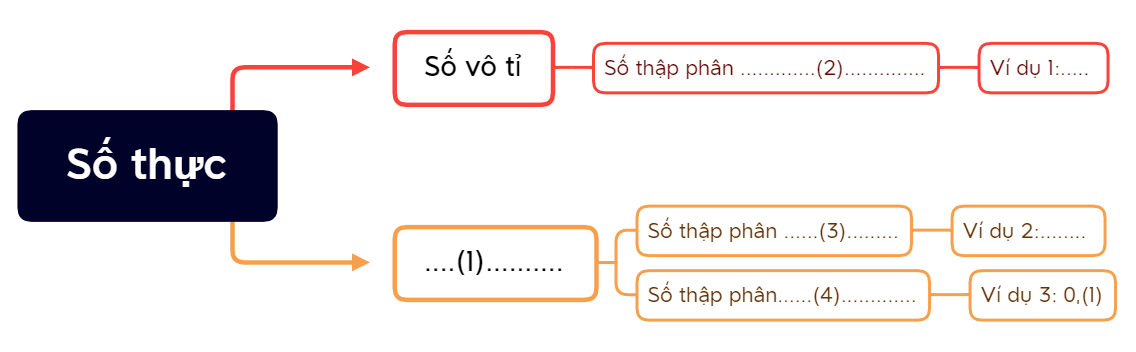 Số thực
Số vô tỉ
Số thập phân .............(2)..............
Ví dụ 1:.....
....(1)..........
Số thập phân ......(3).........
Ví dụ 2:........
Số thập phân......(4).............
Ví dụ 3: 0,(1)